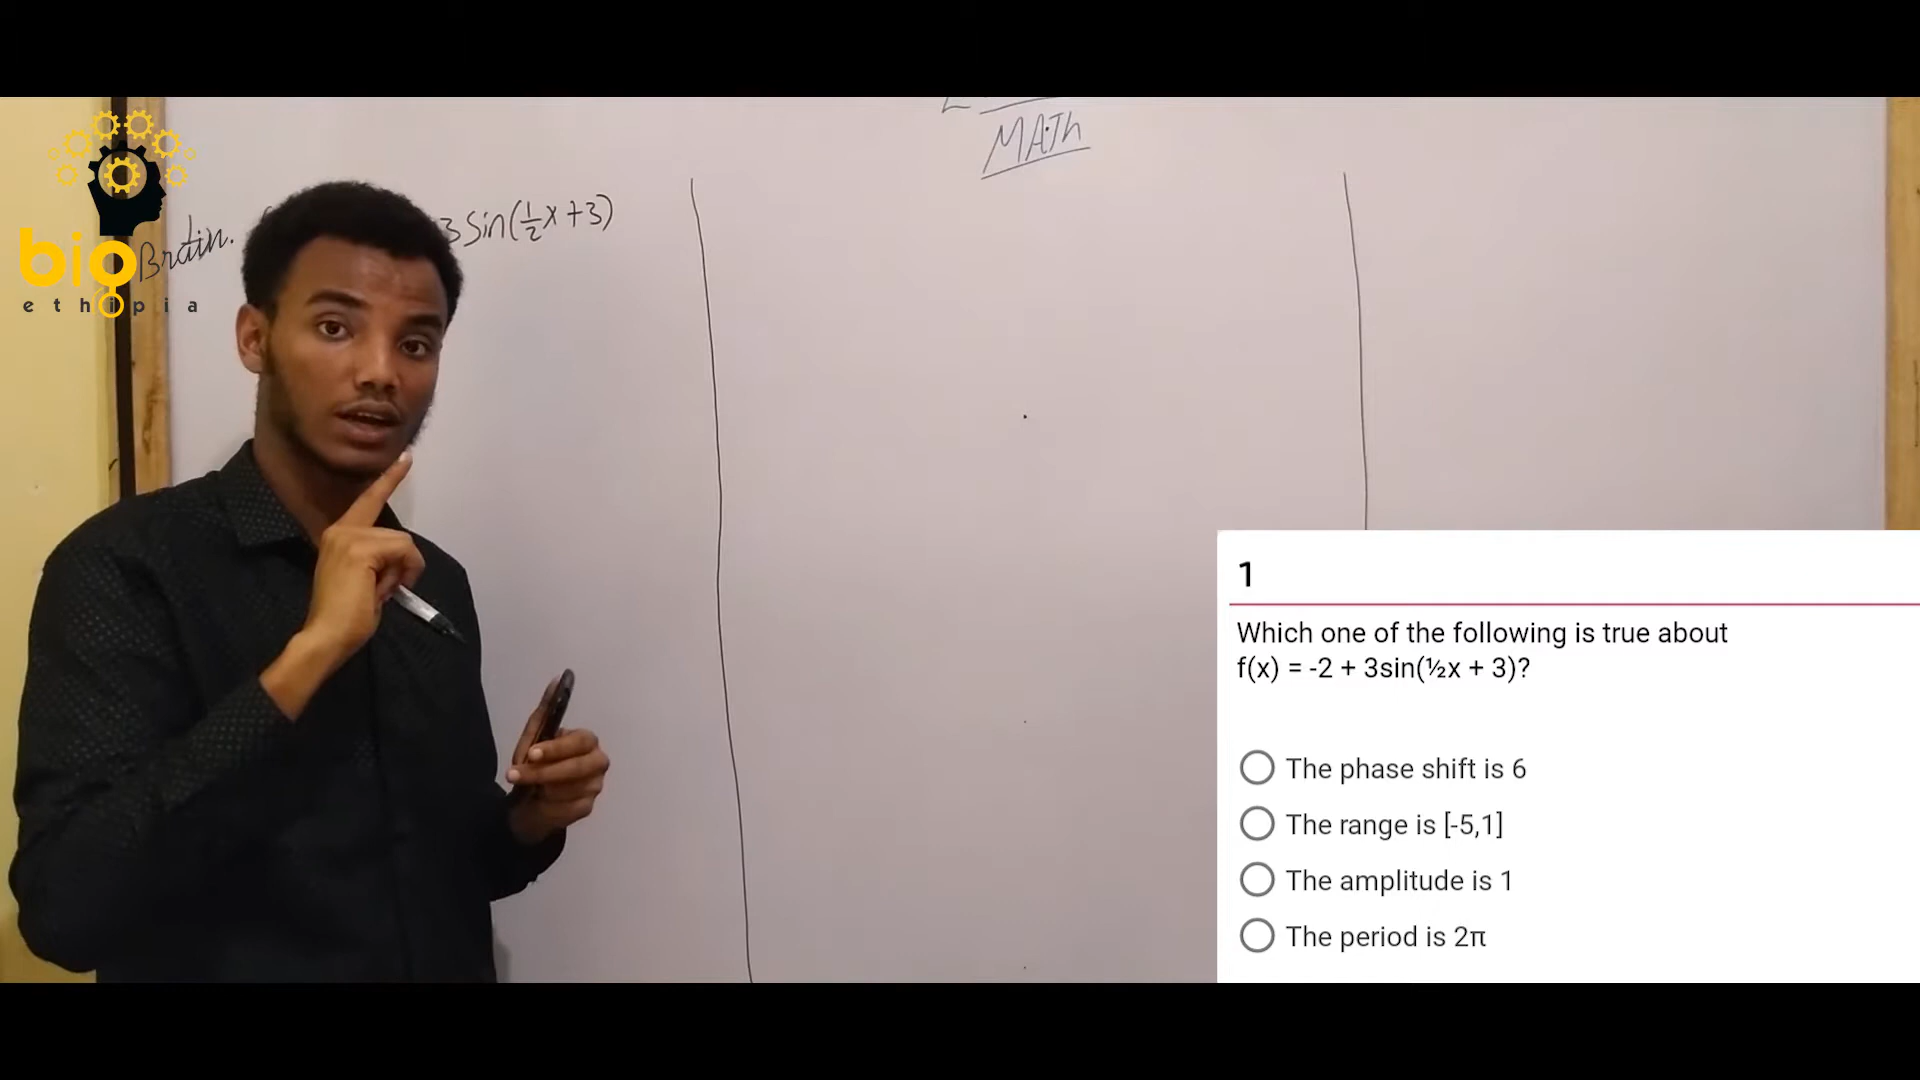 MATH
3 sin(½x+3)
Brain.
big
ethiopia
1
Which one of the following is true about
f(x) = -2 + 3sin(½x + 3)?
The phase shift is 6
The range is [-5,1]
The amplitude is 1
The period is 2π